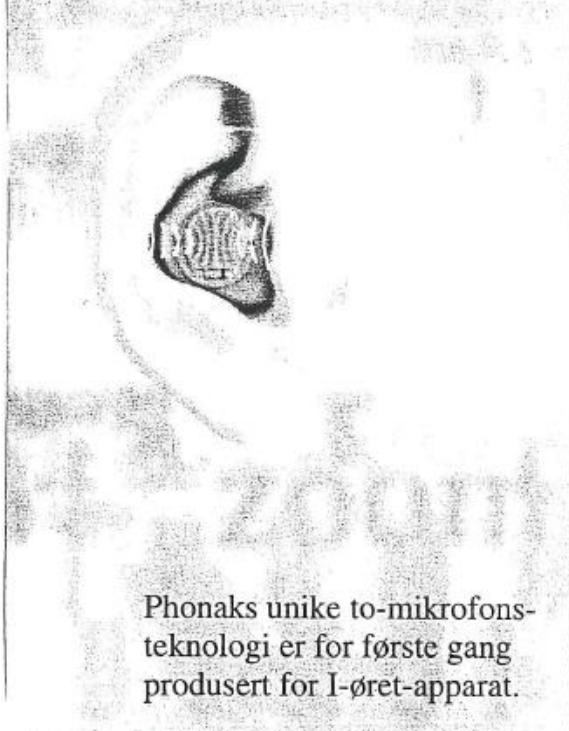 zoom
Phonaks unike to-mikrofons-
teknologi er for første gang
produsert for I-øret-apparat.